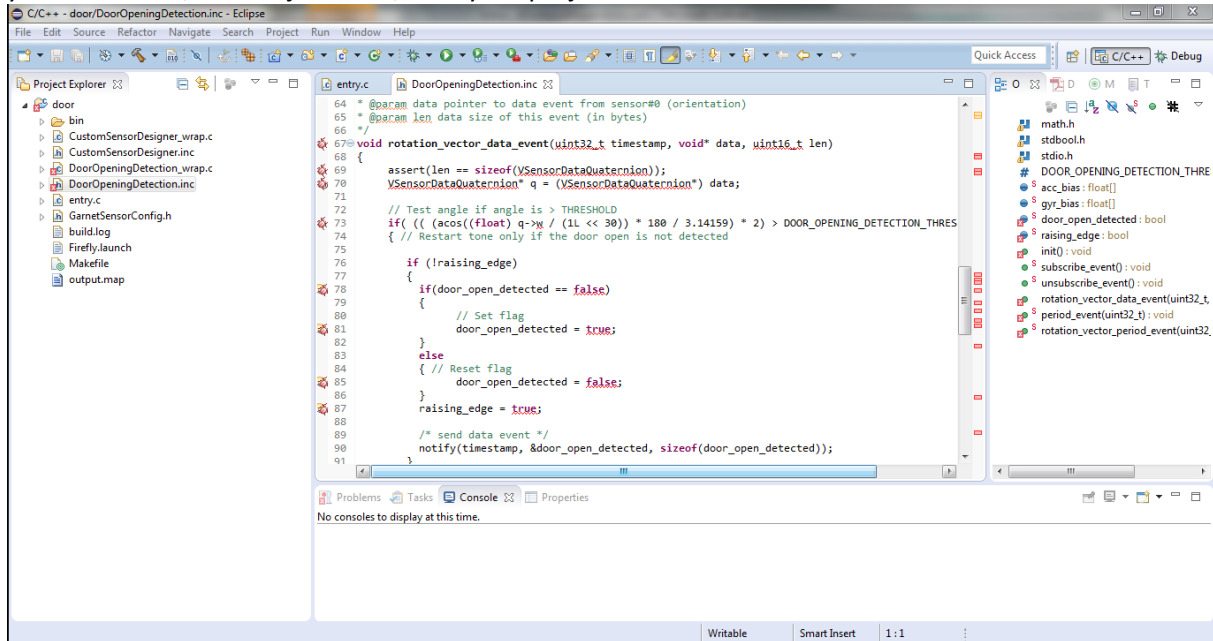 C/C++ - door/DoorOpeningDetection.inc - Eclipse
File Edit Source Refactor Navigate Search Project Run Window Help
Quick Access
C/C++
Debug
Project Explorer
door
bin
CustomSensorDesigner_wrap.c
CustomSensorDesigner.inc
DoorOpeningDetection_wrap.c
DoorOpeningDetection.inc
entry.c
GarnetSensorConfig.h
build.log
Firefly.launch
Makefile
output.map
entry.c
DoorOpeningDetection.inc
64 * @param data pointer to data event from sensor#0 (orientation)
65 * @param len data size of this event (in bytes)
66 */
67 void rotation_vector_data_event(uint32_t timestamp, void* data, uint16_t len)
68 {
69 assert(len == sizeof(VSensorDataQuaternion));
70 VSensorDataQuaternion* q = (VSensorDataQuaternion*) data;
71
72 // Test angle if angle is > THRESHOLD
73 if( (( (acos((float) q->w / (1L << 30)) * 180 / 3.14159) * 2) > DOOR_OPENING_DETECTION_THRES
74 { // Restart tone only if the door open is not detected
75
76 if (!raising_edge)
77 {
78 if(door_open_detected == false)
79 {
80 // Set flag
81 door_open_detected = true;
82 }
83 else
84 { // Reset flag
85 door_open_detected = false;
86 }
87 raising_edge = true;
88
89 /* send data event */
90 notify(timestamp, &door_open_detected, sizeof(door_open_detected));
91 }
O
D
M
T
math.h
stdbool.h
stdio.h
DOOR_OPENING_DETECTION_THRE
acc_bias : float[]
gyr_bias : float[]
door_open_detected : bool
raising_edge : bool
init() : void
subscribe_event() : void
unsubscribe_event() : void
rotation_vector_data_event(uint32_t,
period_event(uint32_t) : void
rotation_vector_period_event(uint32_
Problems Tasks Console Properties
No consoles to display at this time.
Writable Smart Insert 1 : 1